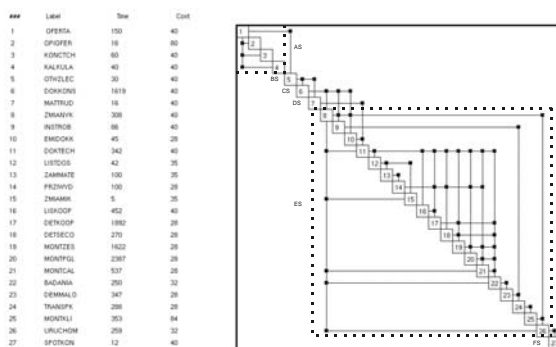 ### Label Time Cost
1 OFERTA 150 40
2 OPIOFER 16 80
3 KONCTCH 60 40
4 KALKULA 40 40
5 OTHZLEC 30 40
6 DOKKONS 1619 40
7 MATTRUD 16 40
8 ZMIANYK 308 40
9 INSTROB 86 40
10 EMIDOKK 45 28
11 DOKTECH 342 40
12 LISTDOS 42 35
13 ZAMMATE 100 35
14 PRZIWYD 100 28
15 ZMIAMIK 5 35
16 LISKOOP 452 40
17 DETKOOP 1992 28
18 DETSECO 270 28
19 MONTZES 1622 28
20 MONTPGL 2387 28
21 MONTCAL 537 28
22 BADANIA 250 32
23 DEMMALO 347 28
24 TRANSPK 288 28
25 MONTKLI 353 84
26 URUCHOM 259 32
27 SPOTKON 12 40
1
2
3
4
5
6
7
8
9
10
11
12
13
14
15
16
17
18
19
20
21
22
23
24
25
26
27
AS
BS
CS
DS
ES
FS